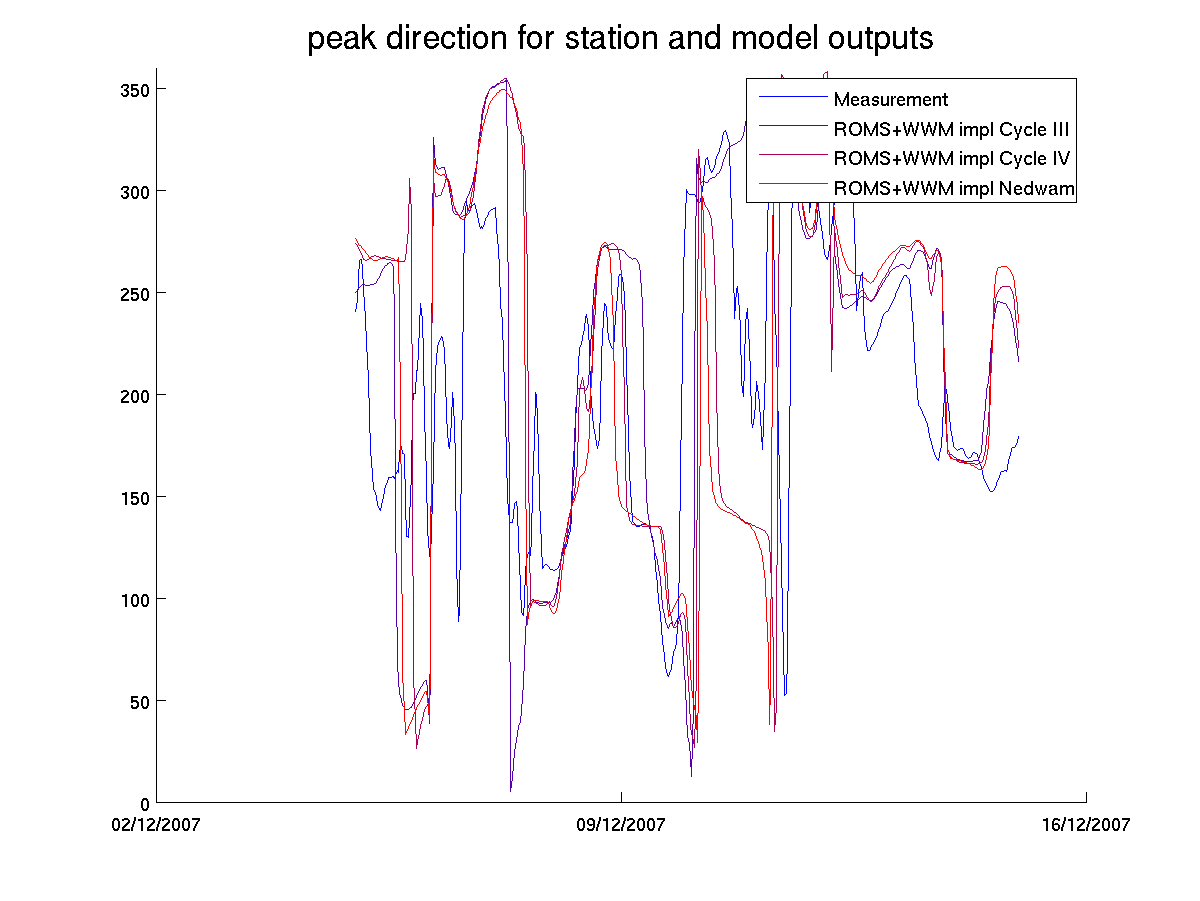 peak direction for station and model outputs
350
300
250
200
150
100
50
0
Measurement
ROMS+WWM impl Cycle III
ROMS+WWM impl Cycle IV
ROMS+WWM impl Nedwam
02/12/2007 09/12/2007 16/12/2007